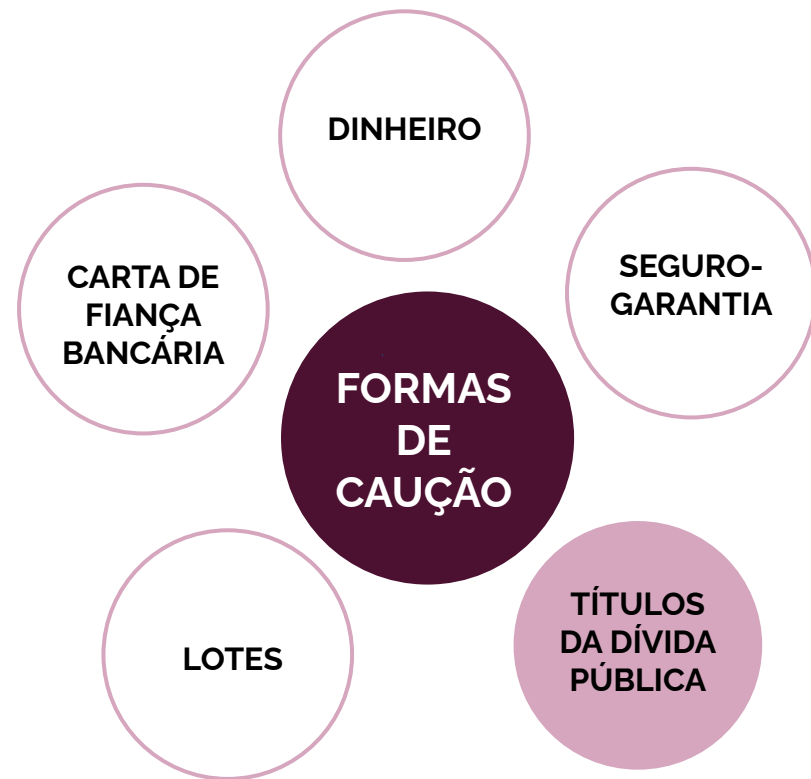 DINHEIRO
SEGURO-
GARANTIA
CARTA DE
FIANÇA
BANCÁRIA
FORMAS
DE
CAUÇÃO
TÍTULOS
DA DÍVIDA
PÚBLICA
LOTES